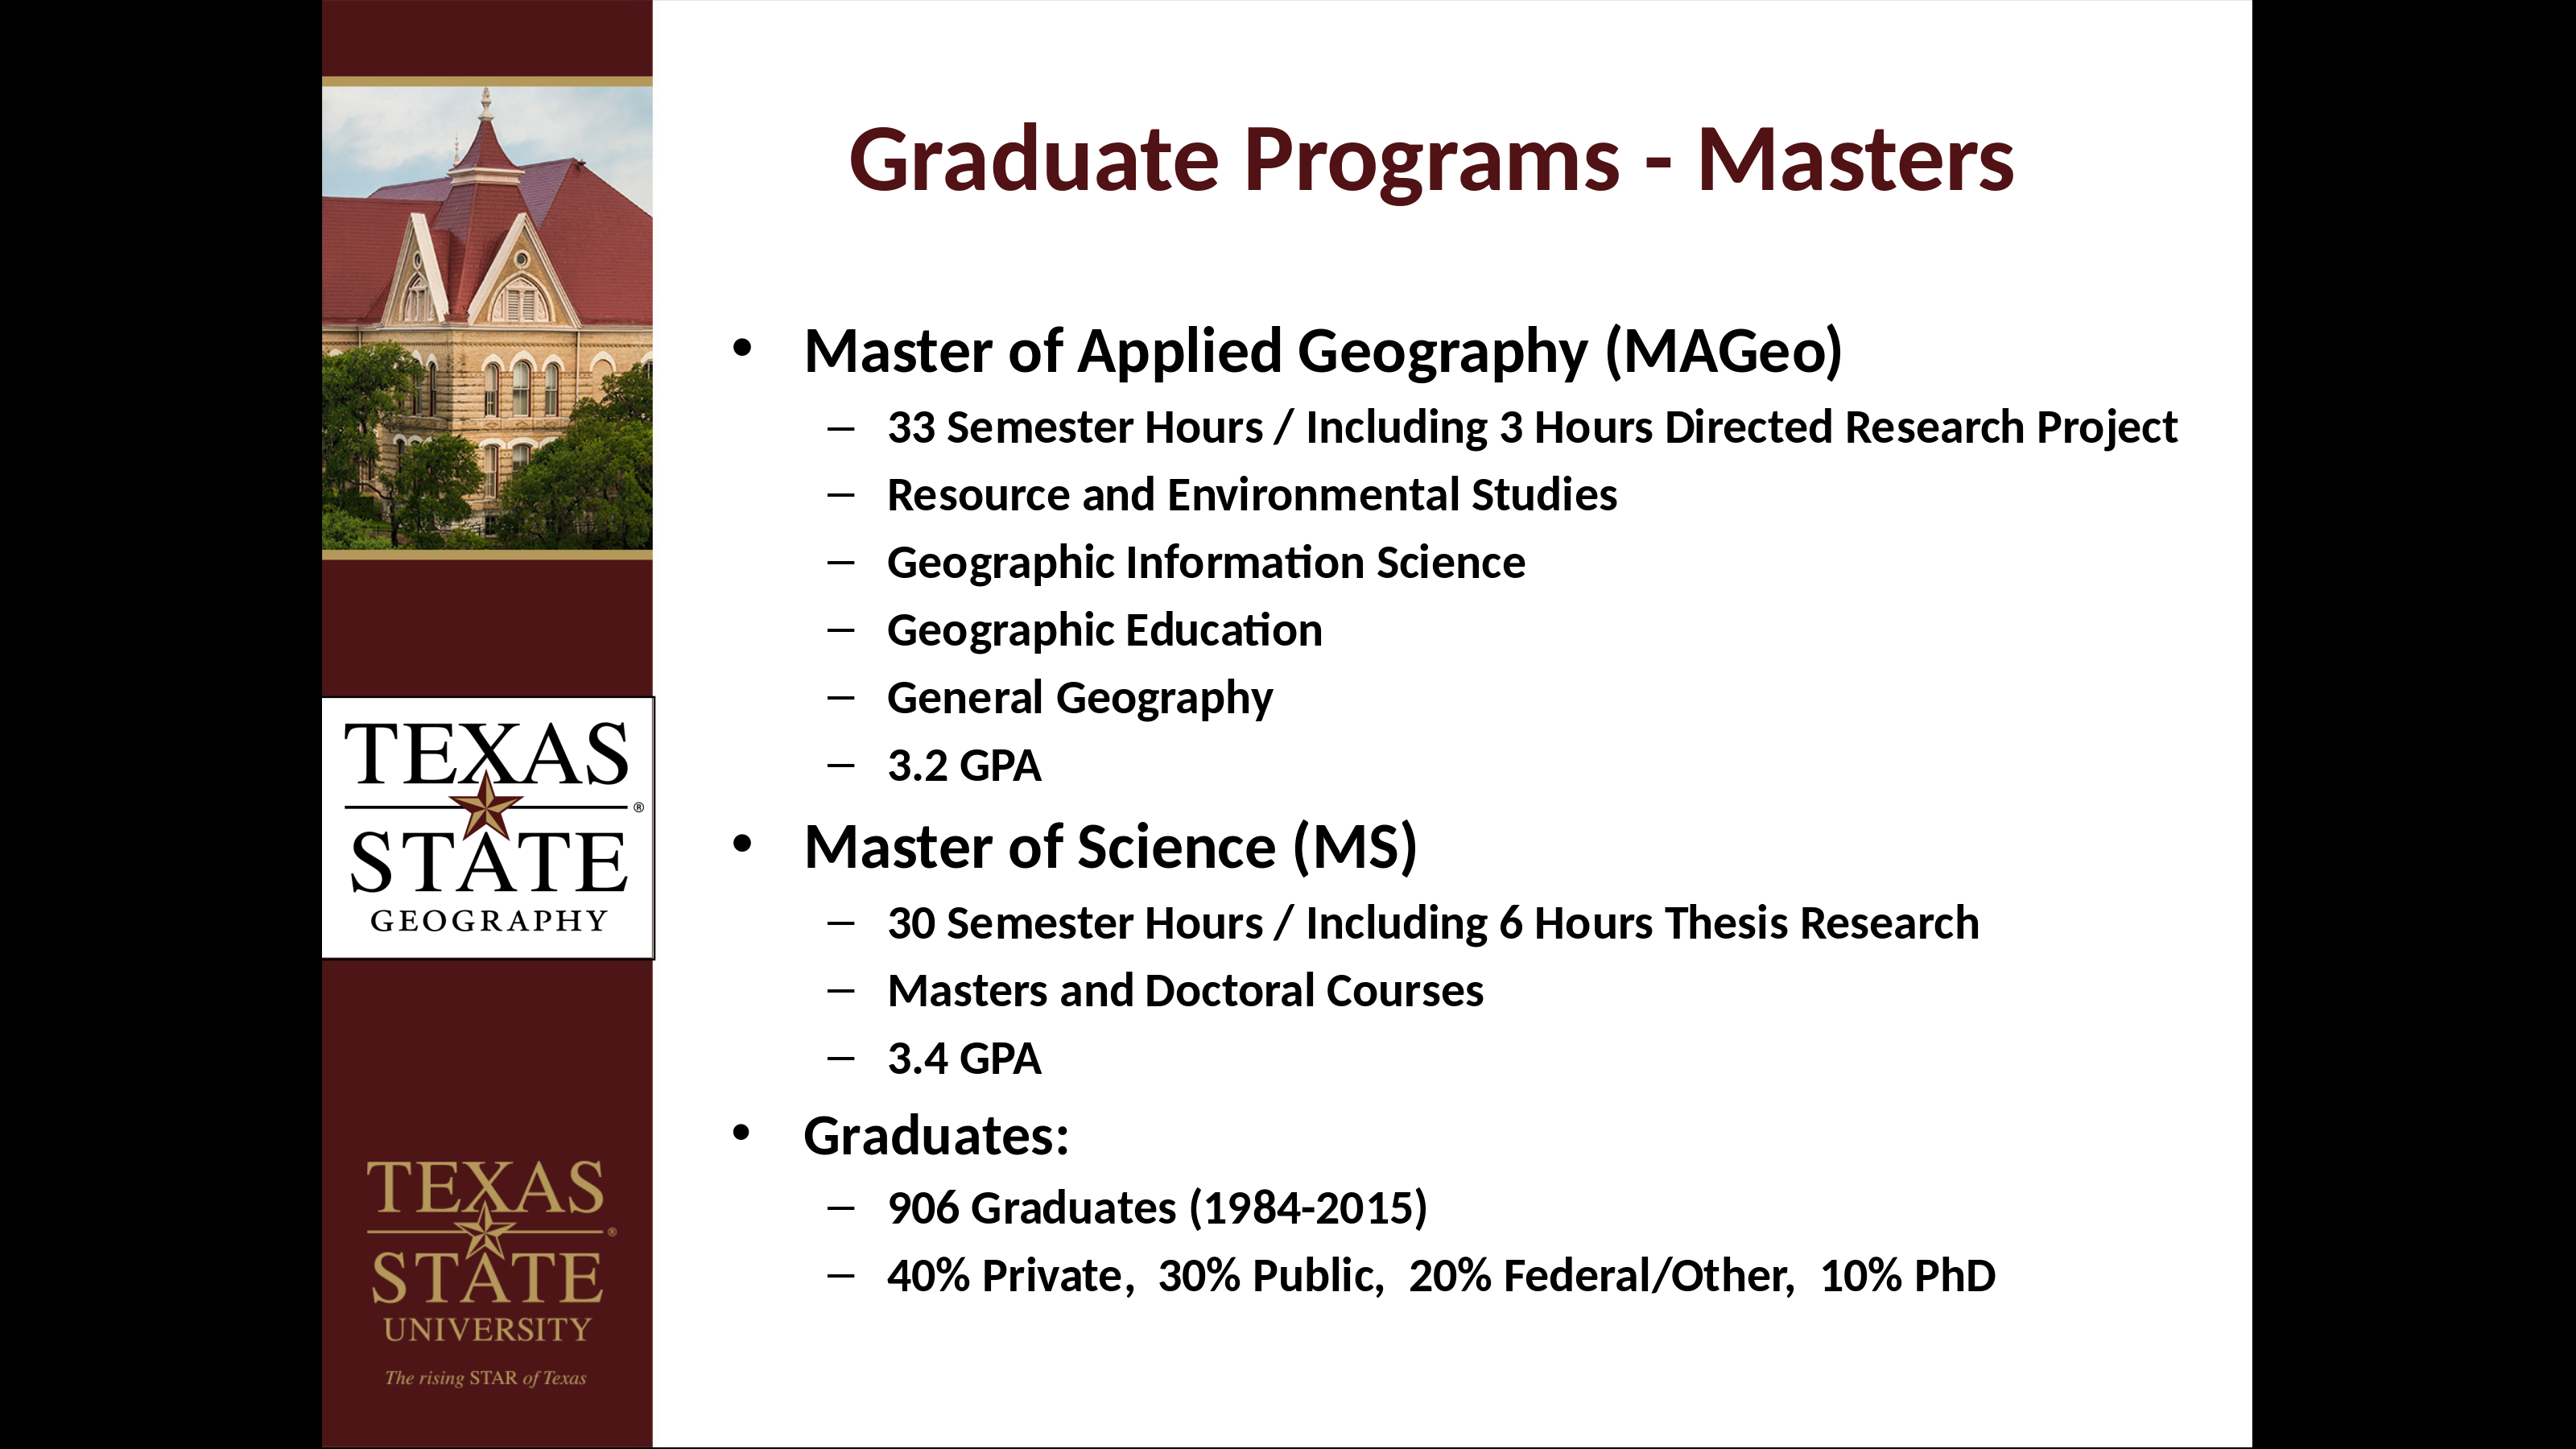 Graduate Programs - Masters
• Master of Applied Geography (MAGeo)
– 33 Semester Hours / Including 3 Hours Directed Research Project
– Resource and Environmental Studies
– Geographic Information Science
– Geographic Education
– General Geography
– 3.2 GPA
• Master of Science (MS)
– 30 Semester Hours / Including 6 Hours Thesis Research
– Masters and Doctoral Courses
– 3.4 GPA
• Graduates:
– 906 Graduates (1984-2015)
– 40% Private,  30% Public,  20% Federal/Other,  10% PhD
TEXAS
®
STATE
GEOGRAPHY
TEXAS
®
STATE
UNIVERSITY
The rising STAR of Texas